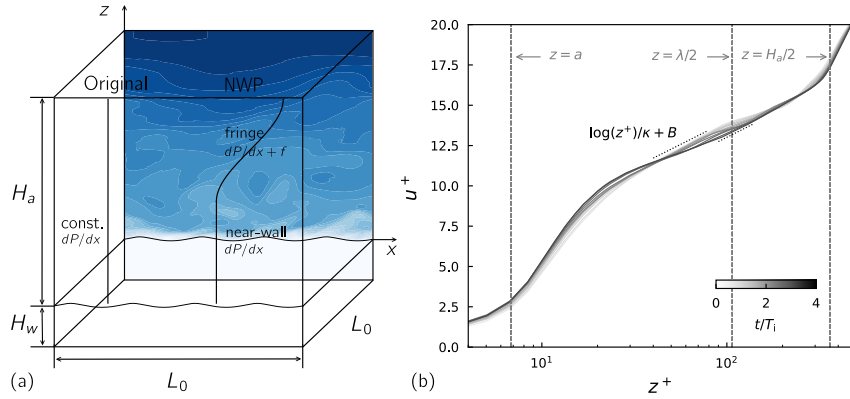 z
Original
NWP
fringe
dP/dx + f
H_a
const.
dP/dx
near-wall
dP/dx
x
H_w
L_0
L_0
(a)
20.0
17.5
15.0
12.5
10.0
7.5
5.0
2.5
0.0
u^+
z = a
z = λ/2
z = H_a/2
log(z^+)/κ + B
0 2 4
t/T_i
10^1
10^2
z^+
(b)